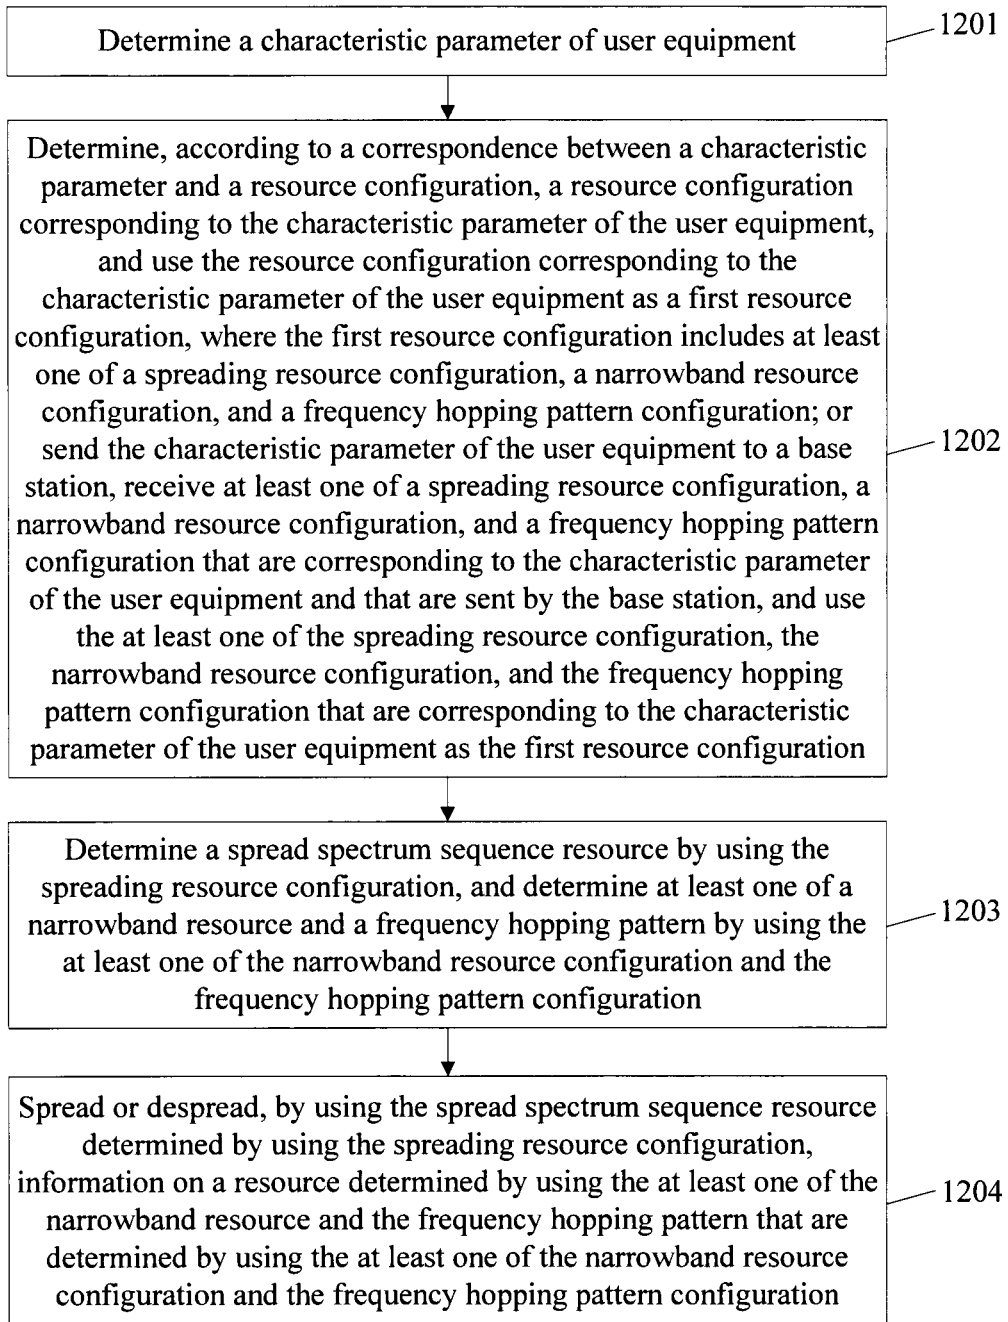 Determine a characteristic parameter of user equipment
1201
Determine, according to a correspondence between a characteristic
parameter and a resource configuration, a resource configuration
corresponding to the characteristic parameter of the user equipment,
and use the resource configuration corresponding to the
characteristic parameter of the user equipment as a first resource
configuration, where the first resource configuration includes at least
one of a spreading resource configuration, a narrowband resource
configuration, and a frequency hopping pattern configuration; or
send the characteristic parameter of the user equipment to a base
station, receive at least one of a spreading resource configuration, a
narrowband resource configuration, and a frequency hopping pattern
configuration that are corresponding to the characteristic parameter
of the user equipment and that are sent by the base station, and use
the at least one of the spreading resource configuration, the
narrowband resource configuration, and the frequency hopping
pattern configuration that are corresponding to the characteristic
parameter of the user equipment as the first resource configuration
1202
Determine a spread spectrum sequence resource by using the
spreading resource configuration, and determine at least one of a
narrowband resource and a frequency hopping pattern by using the
at least one of the narrowband resource configuration and the
frequency hopping pattern configuration
1203
Spread or despread, by using the spread spectrum sequence resource
determined by using the spreading resource configuration,
information on a resource determined by using the at least one of the
narrowband resource and the frequency hopping pattern that are
determined by using the at least one of the narrowband resource
configuration and the frequency hopping pattern configuration
1204